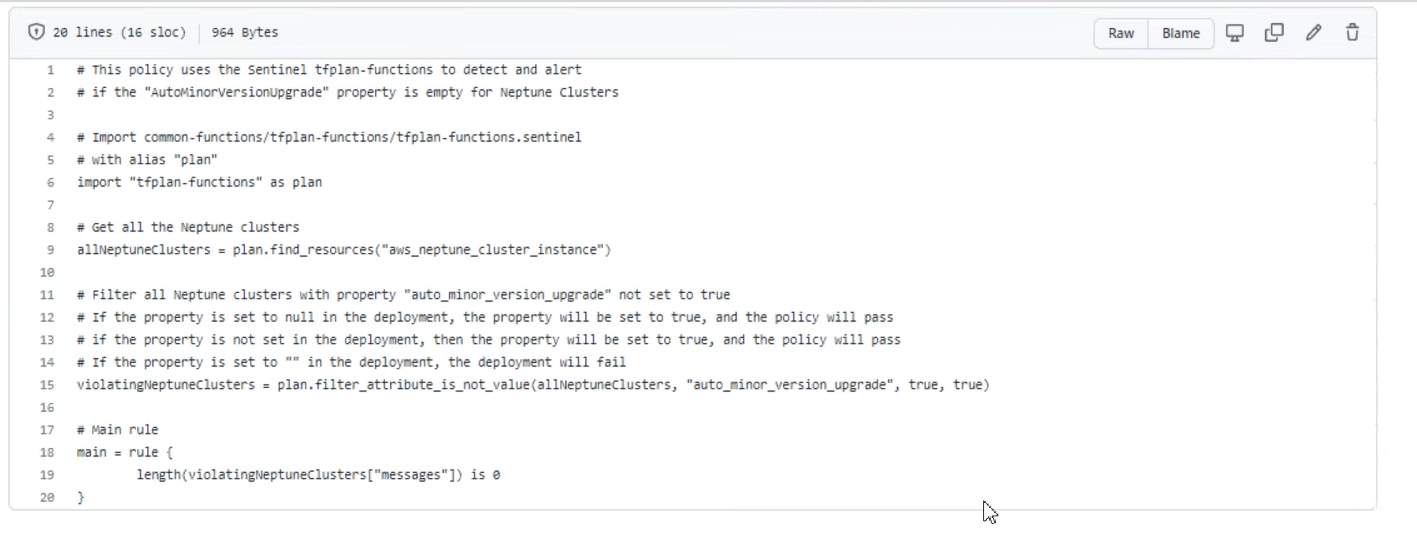 20 lines (16 sloc) 964 Bytes Raw Blame
1 # This policy uses the Sentinel tfplan-functions to detect and alert
2 # if the "AutoMinorVersionUpgrade" property is empty for Neptune Clusters
3
4 # Import common-functions/tfplan-functions/tfplan-functions.sentinel
5 # with alias "plan"
6 import "tfplan-functions" as plan
7
8 # Get all the Neptune clusters
9 allNeptuneClusters = plan.find_resources("aws_neptune_cluster_instance")
10
11 # Filter all Neptune clusters with property "auto_minor_version_upgrade" not set to true
12 # If the property is set to null in the deployment, the property will be set to true, and the policy will pass
13 # if the property is not set in the deployment, then the property will be set to true, and the policy will pass
14 # If the property is set to "" in the deployment, the deployment will fail
15 violatingNeptuneClusters = plan.filter_attribute_is_not_value(allNeptuneClusters, "auto_minor_version_upgrade", true, true)
16
17 # Main rule
18 main = rule {
19 length(violatingNeptuneClusters["messages"]) is 0
20 }